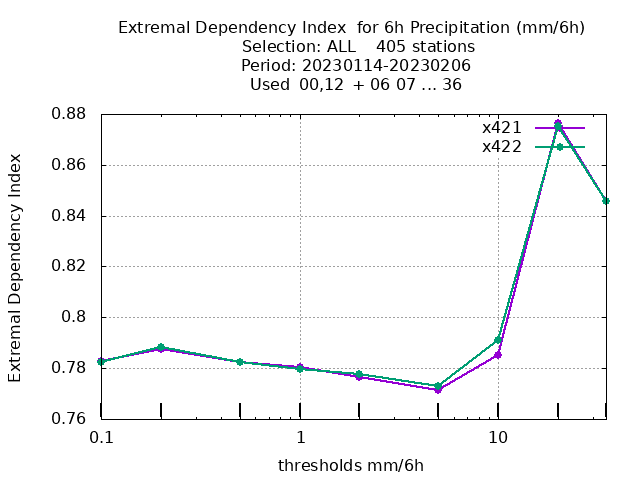 Extremal Dependency Index  for 6h Precipitation (mm/6h)
Selection: ALL    405 stations
Period: 20230114-20230206
Used  00,12  + 06 07 ... 36
x421
x422
0.88
0.86
0.84
0.82
0.8
0.78
0.76
Extremal Dependency Index
0.1
1
10
thresholds mm/6h